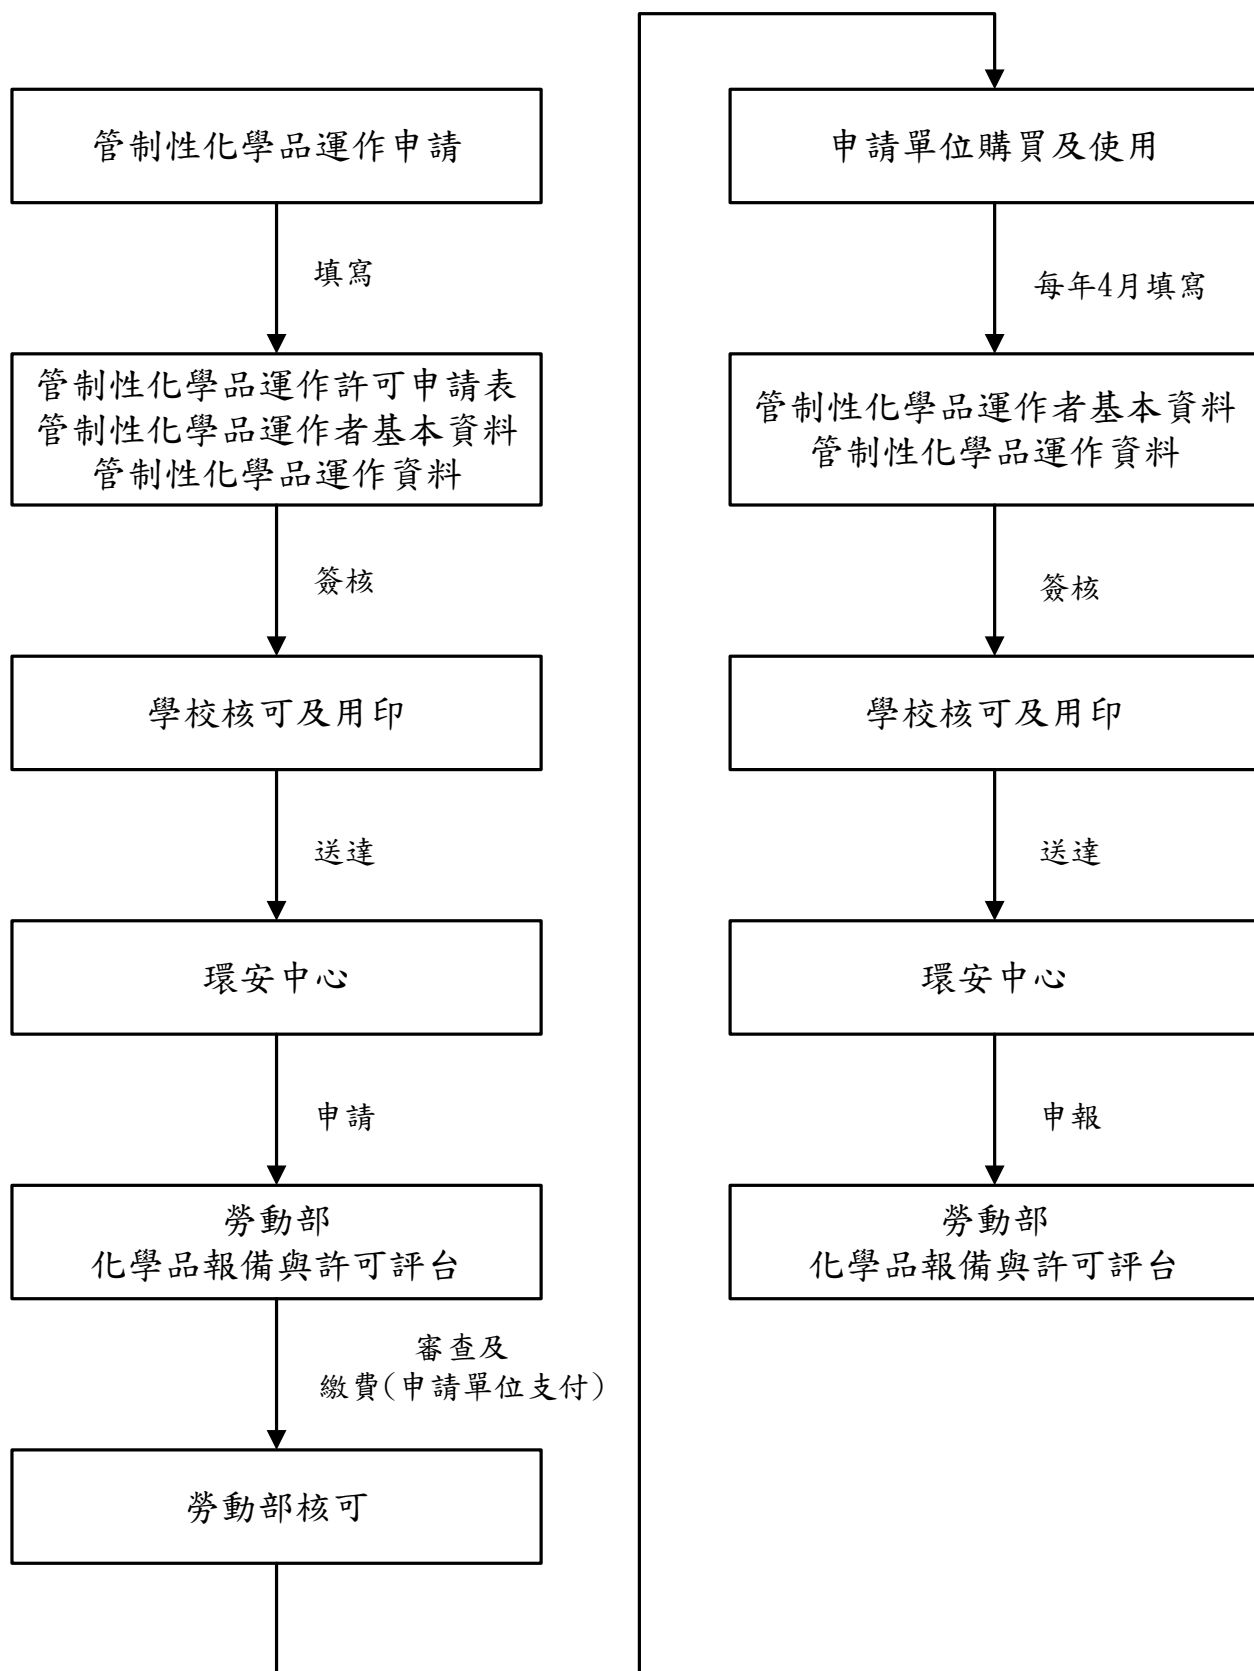 管制性化學品運作申請
填寫
管制性化學品運作許可申請表
管制性化學品運作者基本資料
管制性化學品運作資料
簽核
學校核可及用印
送達
環安中心
申請
勞動部
化學品報備與許可評台
審查及
繳費(申請單位支付)
勞動部核可
申請單位購買及使用
每年4月填寫
管制性化學品運作者基本資料
管制性化學品運作資料
簽核
學校核可及用印
送達
環安中心
申報
勞動部
化學品報備與許可評台